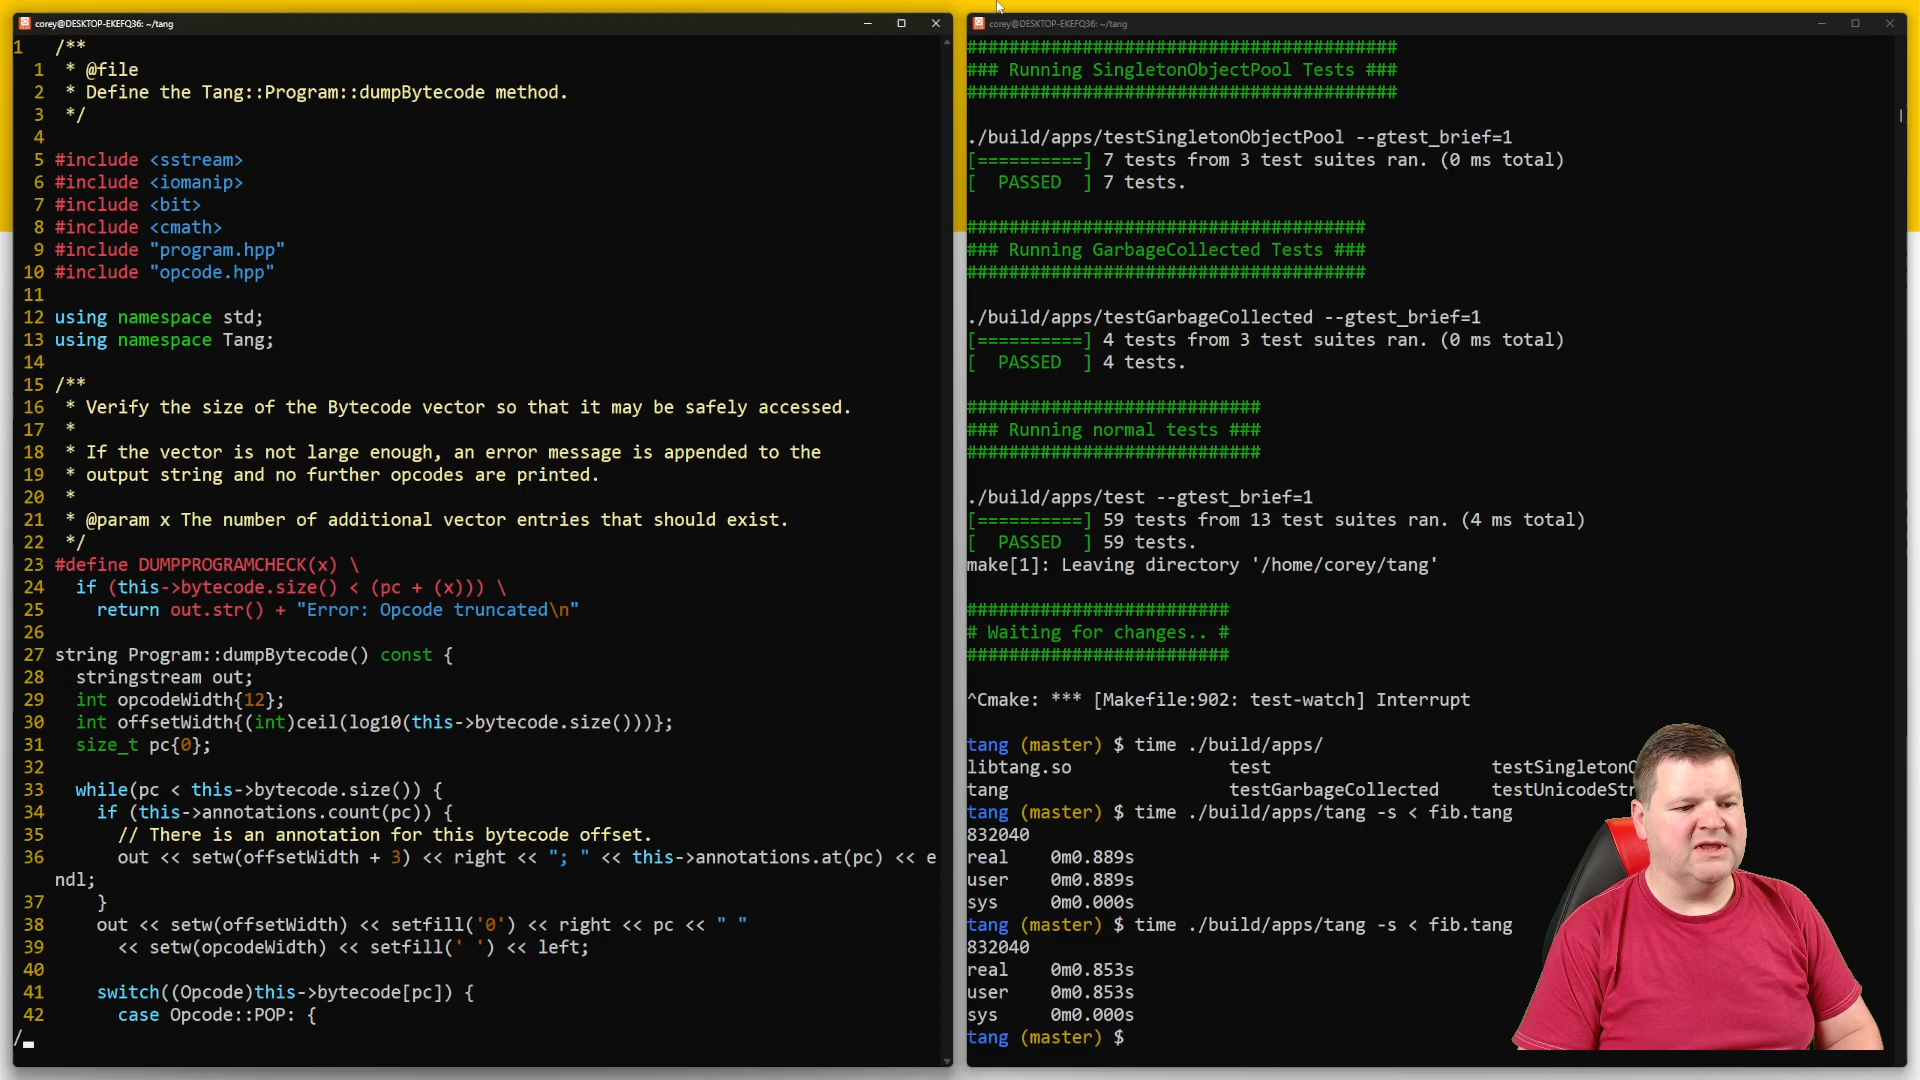 corey@DESKTOP-EKEFQ36: ~/tang
1 /**
1 * @file
2 * Define the Tang::Program::dumpBytecode method.
3 */
4
5 #include <sstream>
6 #include <iomanip>
7 #include <bit>
8 #include <cmath>
9 #include "program.hpp"
10 #include "opcode.hpp"
11
12 using namespace std;
13 using namespace Tang;
14
15 /**
16 * Verify the size of the Bytecode vector so that it may be safely accessed.
17 *
18 * If the vector is not large enough, an error message is appended to the
19 * output string and no further opcodes are printed.
20 *
21 * @param x The number of additional vector entries that should exist.
22 */
23 #define DUMPPROGRAMCHECK(x) \
24 if (this->bytecode.size() < (pc + (x))) \
25 return out.str() + "Error: Opcode truncated\n"
26
27 string Program::dumpBytecode() const {
28 stringstream out;
29 int opcodeWidth{12};
30 int offsetWidth{(int)ceil(log10(this->bytecode.size()))};
31 size_t pc{0};
32
33 while(pc < this->bytecode.size()) {
34 if (this->annotations.count(pc)) {
35 // There is an annotation for this bytecode offset.
36 out << setw(offsetWidth + 3) << right << "; " << this->annotations.at(pc) << e
ndl;
37 }
38 out << setw(offsetWidth) << setfill('0') << right << pc << " "
39 << setw(opcodeWidth) << setfill(' ') << left;
40
41 switch((Opcode)this->bytecode[pc]) {
42 case Opcode::POP: {
/
corey@DESKTOP-EKEFQ36: ~/tang
#########################################
### Running SingletonObjectPool Tests ###
#########################################
./build/apps/testSingletonObjectPool --gtest_brief=1
[==========] 7 tests from 3 test suites ran. (0 ms total)
[  PASSED  ] 7 tests.
######################################
### Running GarbageCollected Tests ###
######################################
./build/apps/testGarbageCollected --gtest_brief=1
[==========] 4 tests from 3 test suites ran. (0 ms total)
[  PASSED  ] 4 tests.
############################
### Running normal tests ###
############################
./build/apps/test --gtest_brief=1
[==========] 59 tests from 13 test suites ran. (4 ms total)
[  PASSED  ] 59 tests.
make[1]: Leaving directory '/home/corey/tang'
#########################
# Waiting for changes.. #
#########################
^Cmake: *** [Makefile:902: test-watch] Interrupt
tang (master) $ time ./build/apps/
libtang.so test testSingletonO
tang testGarbageCollected testUnicodeStr
tang (master) $ time ./build/apps/tang -s < fib.tang
832040
real 0m0.889s
user 0m0.889s
sys 0m0.000s
tang (master) $ time ./build/apps/tang -s < fib.tang
832040
real 0m0.853s
user 0m0.853s
sys 0m0.000s
tang (master) $